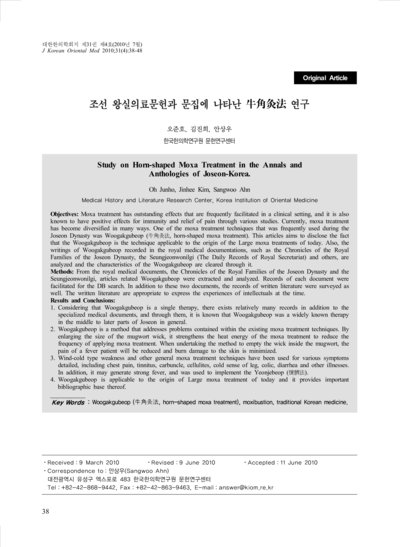 대한한의학회지 제31권 제4호(2010년 7월)
J Korean Oriental Med 2010;31(4):38-48
Original Article
조선 왕실의료문헌과 문집에 나타난 牛角灸法 연구
오준호, 김진희, 안상우
한국한의학연구원 문헌연구센터
Study on Horn-shaped Moxa Treatment in the Annals and
Anthologies of Joseon-Korea.
Oh Junho, Jinhee Kim, Sangwoo Ahn
Medical History and Literature Research Center, Korea Institution of Oriental Medicine
Objectives: Moxa treatment has outstanding effects that are frequently facilitated in a clinical setting, and it is also
known to have positive effects for immunity and relief of pain through various studies. Currently, moxa treatment
has become diversified in many ways. One of the moxa treatment techniques that was frequently used during the
Joseon Dynasty was Woogakgubeop (牛角灸法, horn-shaped moxa treatment). This articles aims to disclose the fact
that the Woogakgubeop is the technique applicable to the origin of the Large moxa treatments of today. Also, the
writings of Woogakgubeop recorded in the royal medical documentations, such as the Chronicles of the Royal
Families of the Joseon Dynasty, the Seungjeonwonilgi (The Daily Records of Royal Secretariat) and others, are
analyzed and the characteristics of the Woogakgubeop are cleared through it.
Methods: From the royal medical documents, the Chronicles of the Royal Families of the Joseon Dynasty and the
Seungjeonwonilgi, articles related Woogakgubeop were extracted and analyzed. Records of each document were
facilitated for the DB search. In addition to these two documents, the records of written literature were surveyed as
well. The written literature are appropriate to express the experiences of intellectuals at the time.
Results and Conclusions:
1. Considering that Woogakgubeop is a single therapy, there exists relatively many records in addition to the
specialized medical documents, and through them, it is known that Woogakgubeop was a widely known therapy
in the middle to later parts of Joseon in general.
2. Woogakgubeop is a method that addresses problems contained within the existing moxa treatment techniques. By
enlarging the size of the mugwort wick, it strengthens the heat energy of the moxa treatment to reduce the
frequency of applying moxa treatment. When undertaking the method to empty the wick inside the mugwort, the
pain of a fever patient will be reduced and burn damage to the skin is minimized.
3. Wind-cold type weakness and other general moxa treatment techniques have been used for various symptoms
detailed, including chest pain, tinnitus, carbuncle, cellulites, cold sense of leg, colic, diarrhea and other illnesses.
In addition, it may generate strong fever, and was used to implement the Yeonjebeop (煉臍法).
4. Woogakgubeop is applicable to the origin of Large moxa treatment of today and it provides important
bibliographic base thereof.
Key Words : Woogakgubeop (牛角灸法, horn-shaped moxa treatment), moxibustion, traditional Korean medicine,
・Received : 9 March 2010 ・Revised : 9 June 2010 ・Accepted : 11 June 2010
・Correspondence to : 안상우(Sangwoo Ahn)
대전광역시 유성구 엑스포로 483 한국한의학연구원 문헌연구센터
Tel : +82-42-868-9442, Fax : +82-42-863-9463, E-mail : answer@kiom.re.kr
38